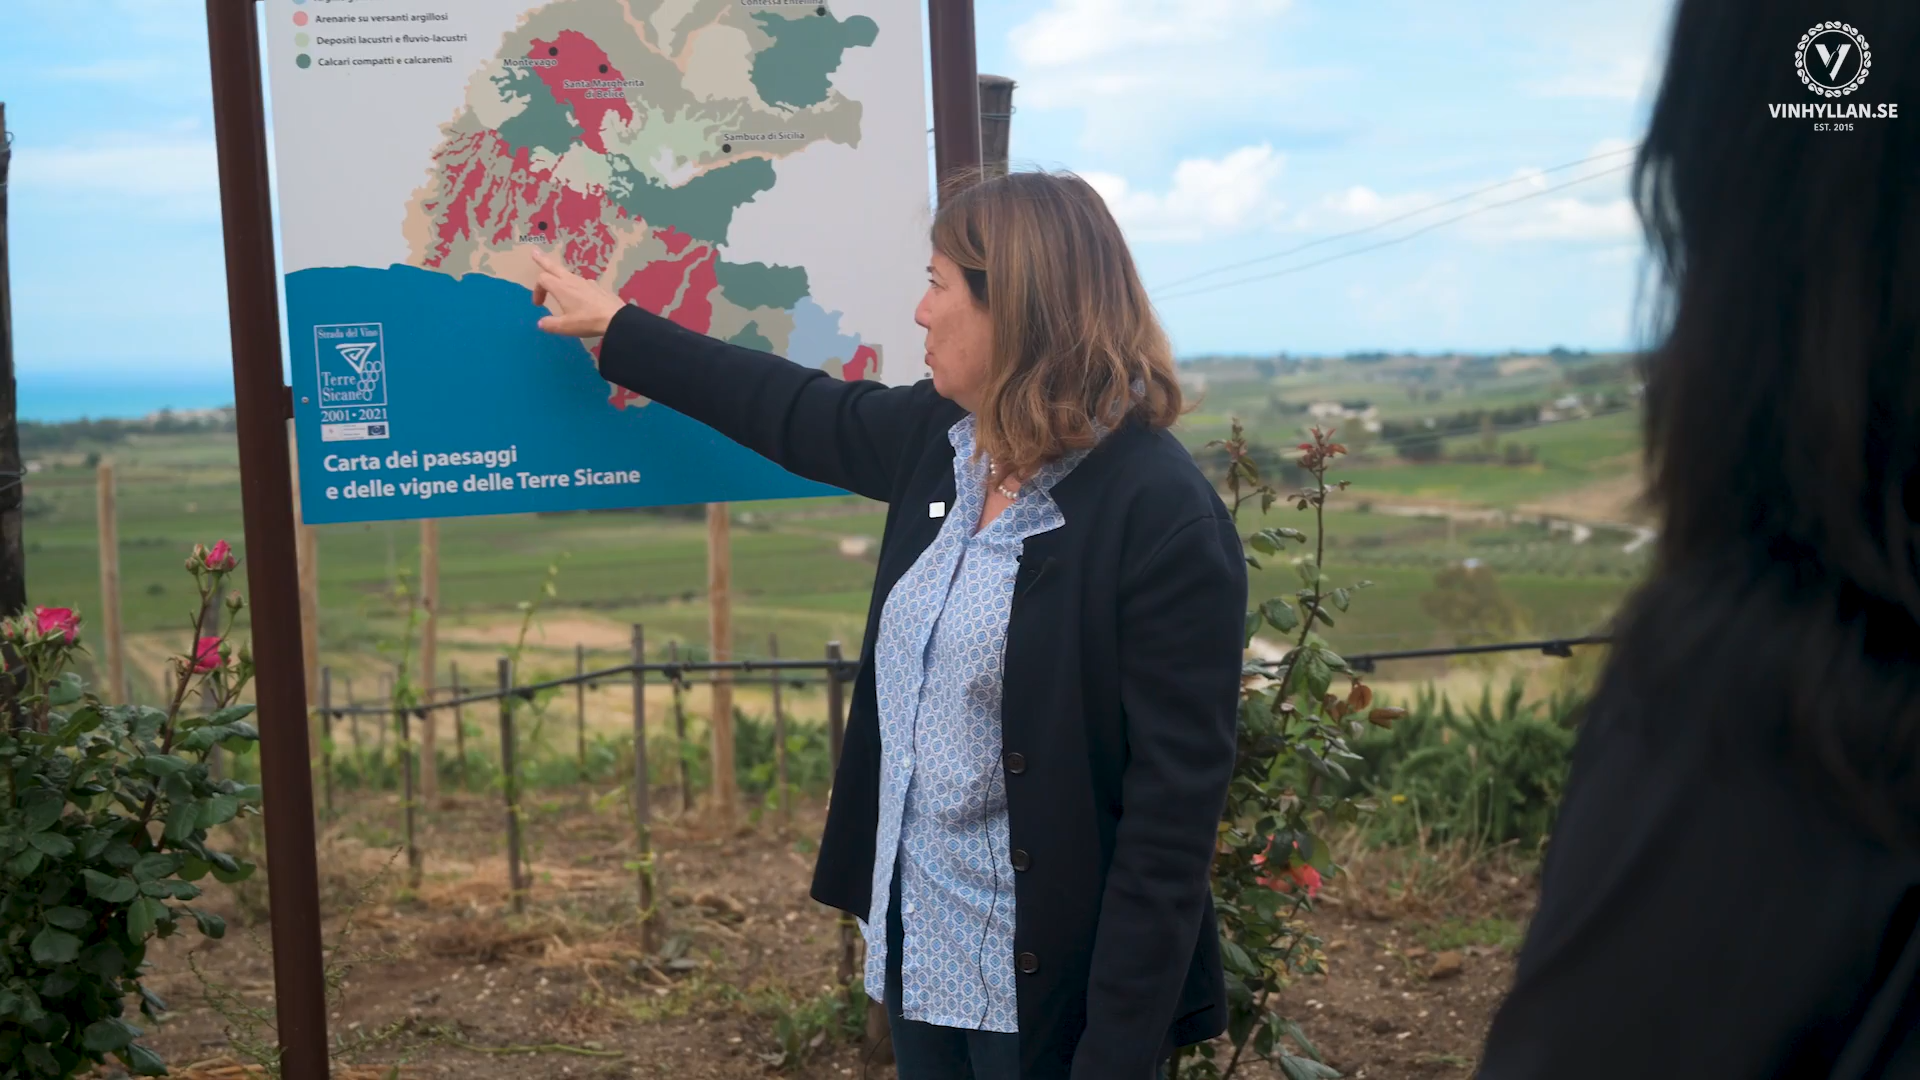 Arenarie su versanti argillosi
Depositi lacustri e fluvio-lacustri
Calcari compatti e calcareniti
Contessa Entellina
Montevago
Santa Margherita
di Belice
Sambuca di Sicilia
Menfi
Strada del Vino
Terre
Sicane
2001•2021
Carta dei paesaggi
e delle vigne delle Terre Sicane
VINHYLLAN.SE
EST. 2015